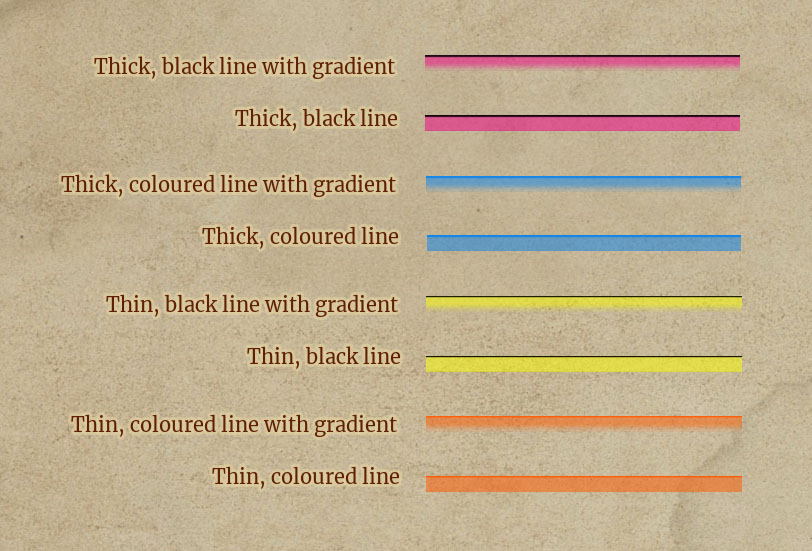 Thick, black line with gradient
Thick, black line
Thick, coloured line with gradient
Thick, coloured line
Thin, black line with gradient
Thin, black line
Thin, coloured line with gradient
Thin, coloured line